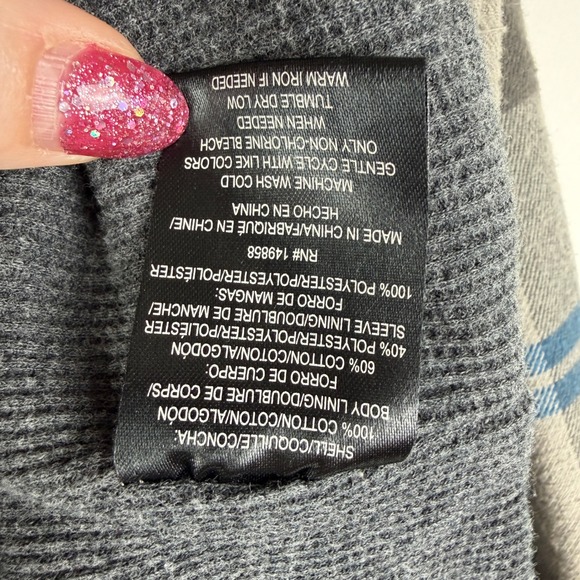 SHELL/COQUILLE/CONCHA:
100% COTTON/COTON/ALGODÓN
BODY LINING/DOUBLURE DE CORPS/
FORRO DE CUERPO:
60% COTTON/COTON/ALGODÓN
40% POLYESTER/POLYESTER/POLIÉSTER
SLEEVE LINING/DOUBLURE DE MANCHE/
FORRO DE MANGAS:
100% POLYESTER/POLYESTER/POLIÉSTER
RN# 149858
MADE IN CHINA/FABRIQUÉ EN CHINE/
HECHO EN CHINA
MACHINE WASH COLD
GENTLE CYCLE WITH LIKE COLORS
ONLY NON-CHLORINE BLEACH
WHEN NEEDED
TUMBLE DRY LOW
WARM IRON IF NEEDED